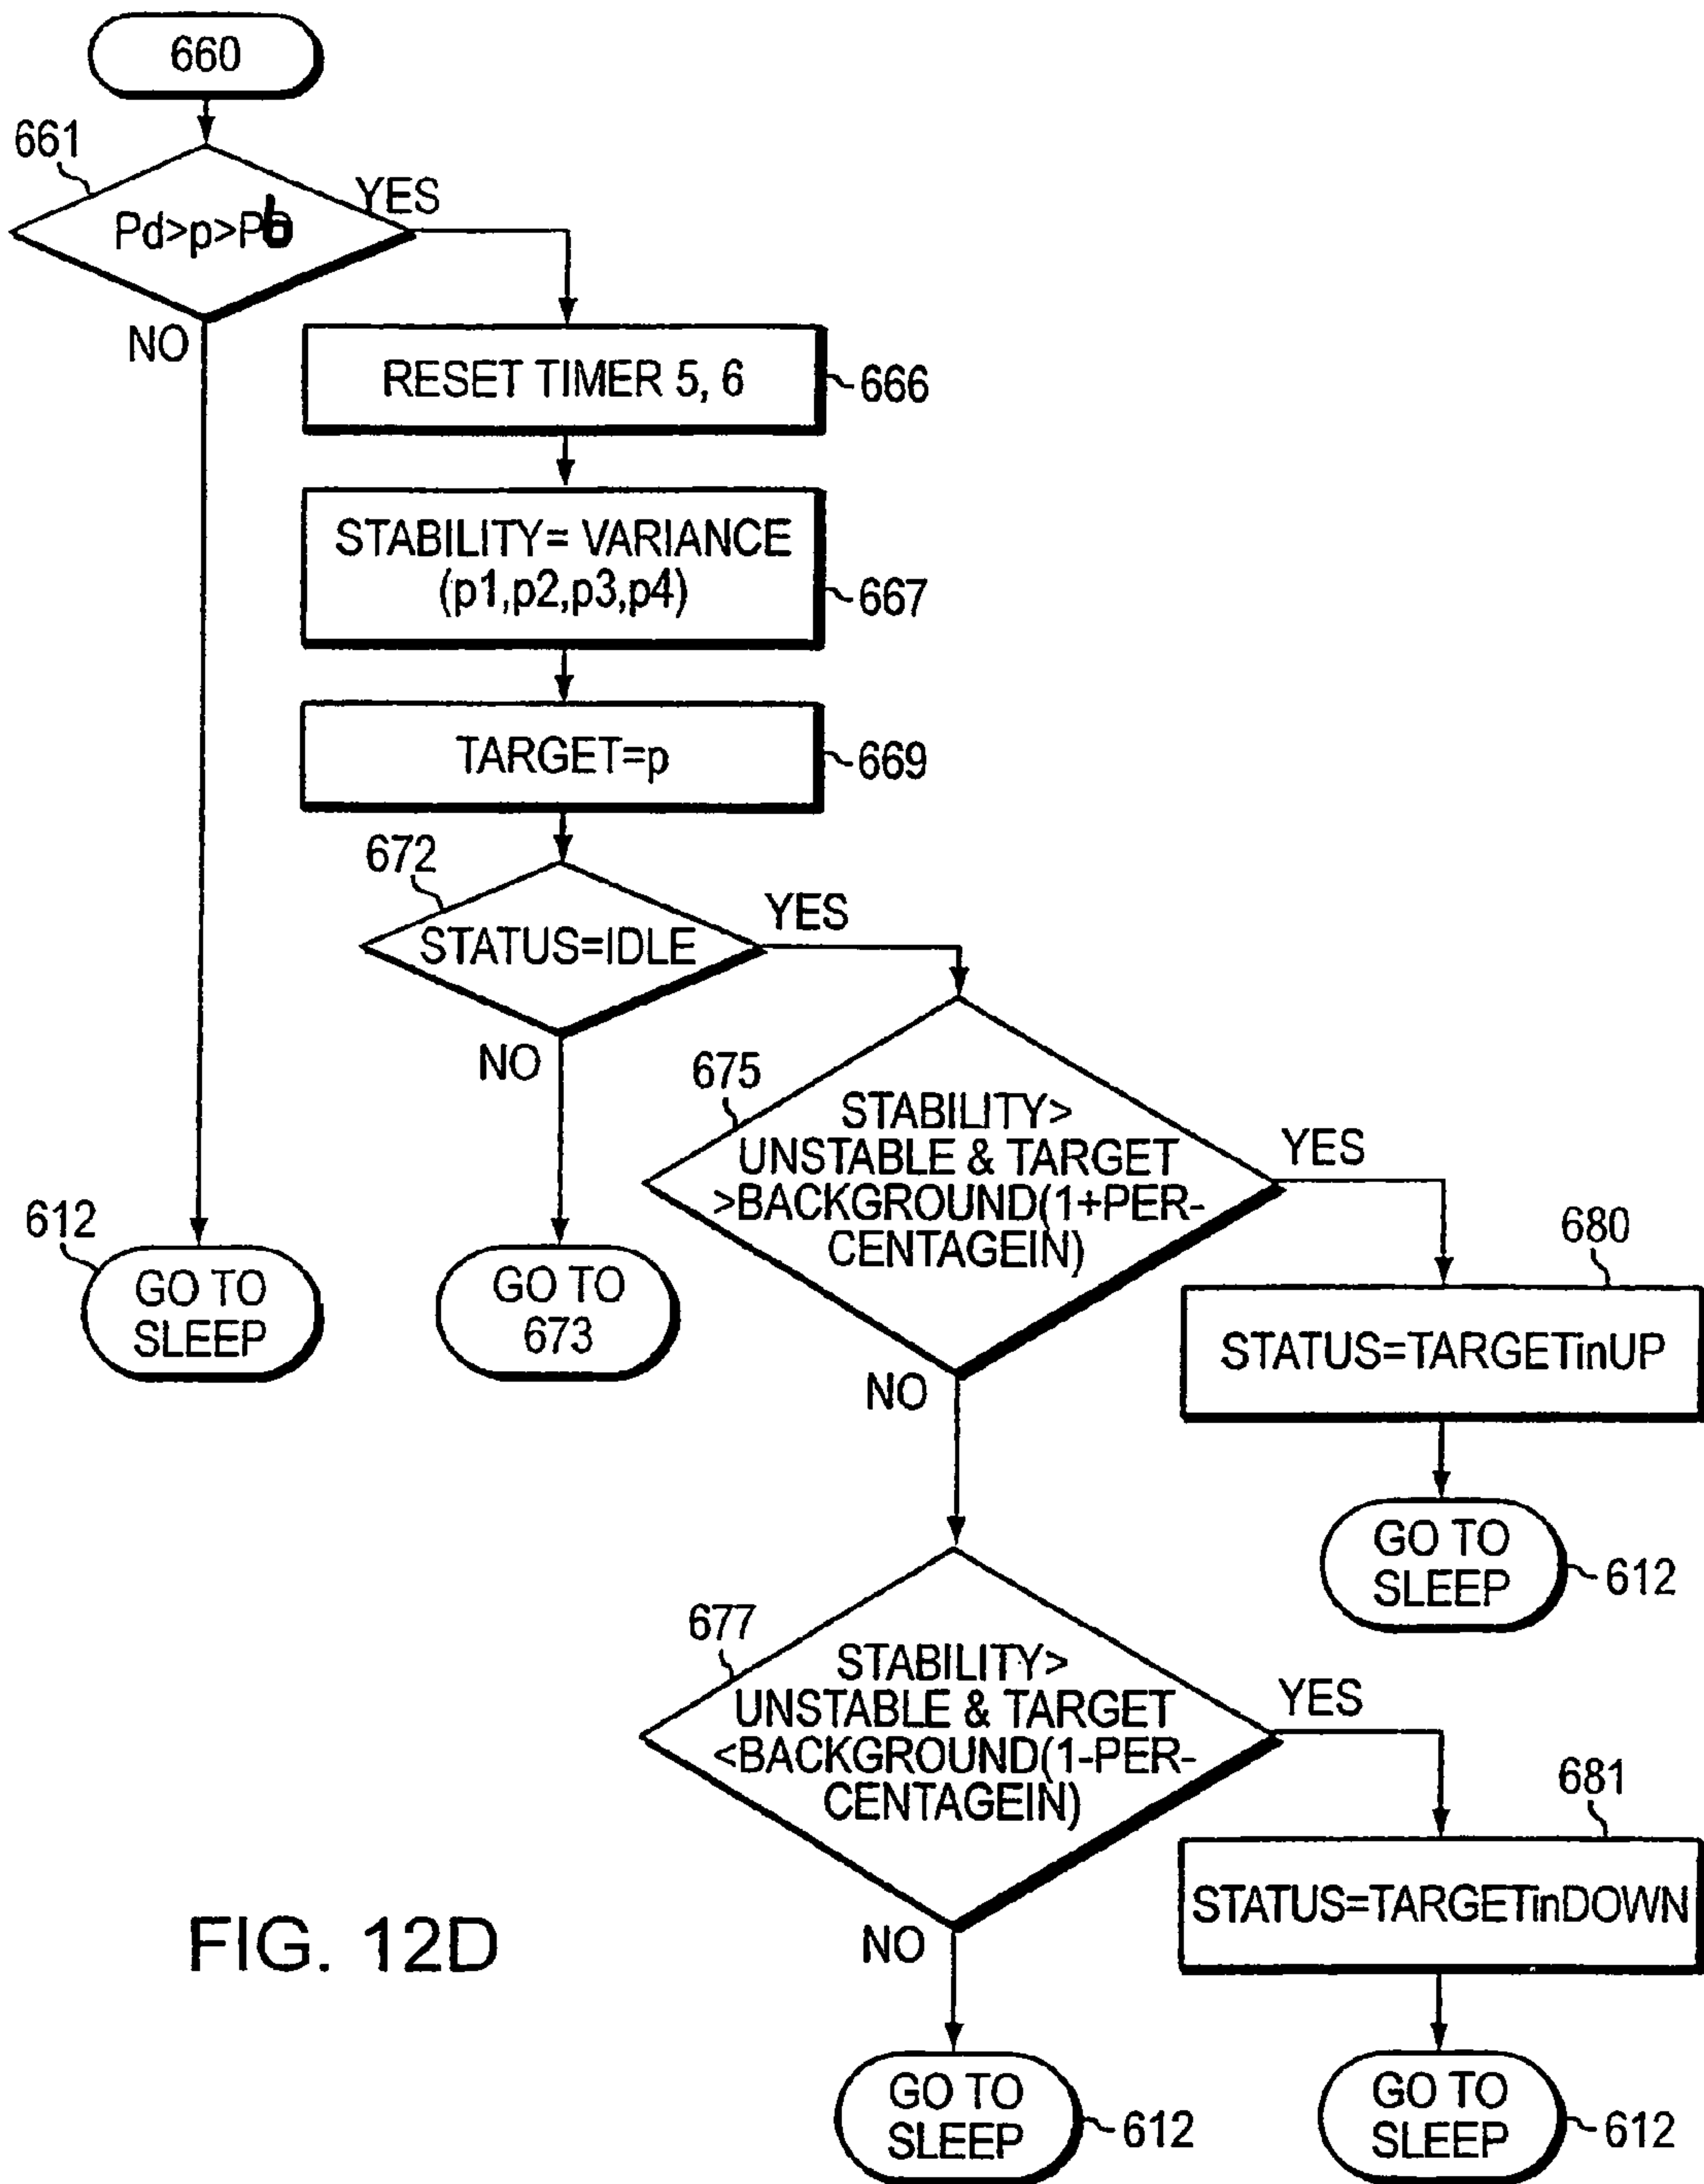 660
661
YES
Pd>p>Pb
NO
RESET TIMER 5, 6
666
STABILITY= VARIANCE
(p1,p2,p3,p4)
667
TARGET=p
669
672
YES
STATUS=IDLE
NO
675
STABILITY>
UNSTABLE & TARGET
>BACKGROUND(1+PER-
CENTAGEIN)
YES
680
612
GO TO
SLEEP
GO TO
673
STATUS=TARGETinUP
NO
GO TO
SLEEP
612
677
STABILITY>
UNSTABLE & TARGET
<BACKGROUND(1-PER-
CENTAGEIN)
YES
681
STATUS=TARGETinDOWN
FIG. 12D
NO
GO TO
SLEEP
612
GO TO
SLEEP
612